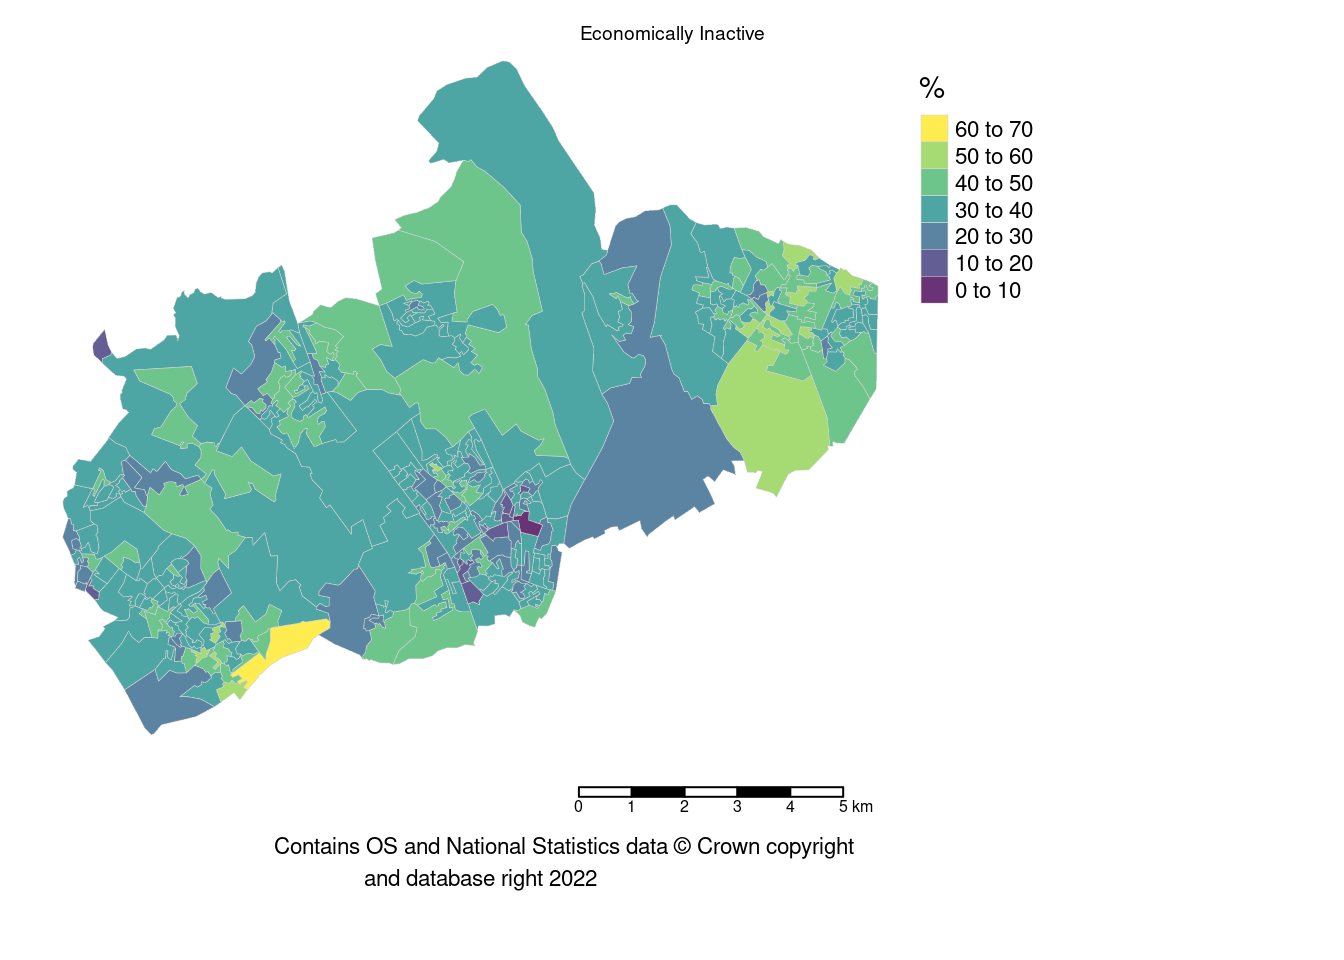 Economically Inactive
%
60 to 70
50 to 60
40 to 50
30 to 40
20 to 30
10 to 20
0 to 10
0 1 2 3 4 5 km
Contains OS and National Statistics data © Crown copyright
and database right 2022